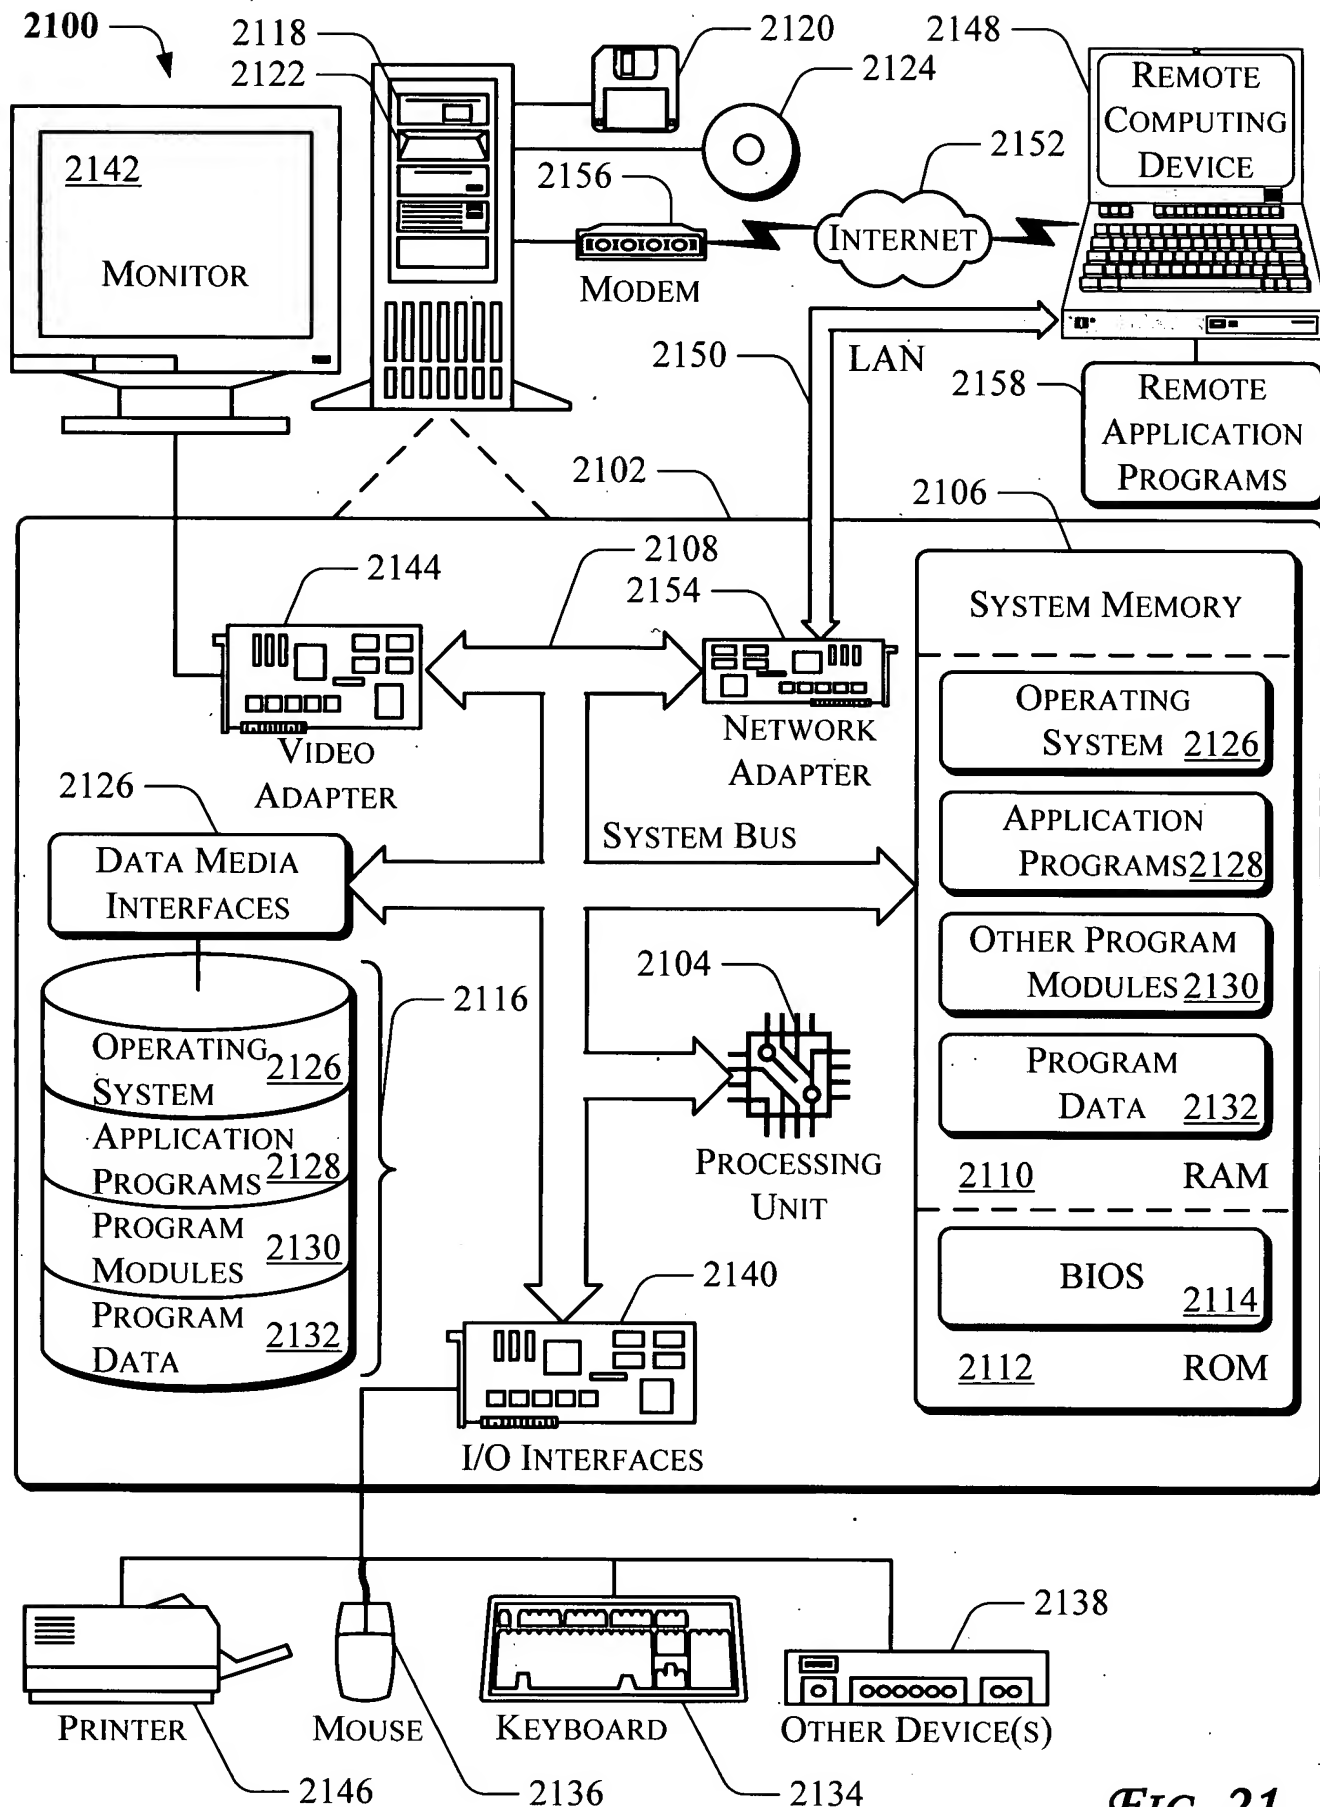 2100
2118
2122
2120
2124
2148
REMOTE
COMPUTING
DEVICE
2142
MONITOR
2156
MODEM
2152
INTERNET
2150
LAN
2158
REMOTE
APPLICATION
PROGRAMS
2102
2106
2108
2144
2154
SYSTEM MEMORY
VIDEO
ADAPTER
NETWORK
ADAPTER
OPERATING
SYSTEM 2126
2126
DATA MEDIA
INTERFACES
SYSTEM BUS
APPLICATION
PROGRAMS 2128
OTHER PROGRAM
MODULES 2130
2104
2116
PROCESSING
UNIT
PROGRAM
DATA 2132
2110 RAM
OPERATING
SYSTEM 2126
APPLICATION
PROGRAMS 2128
PROGRAM
MODULES 2130
PROGRAM
DATA 2132
2140
BIOS
2114
2112 ROM
I/O INTERFACES
2138
PRINTER
MOUSE
KEYBOARD
OTHER DEVICE(S)
2146
2136
2134
FIG. 21